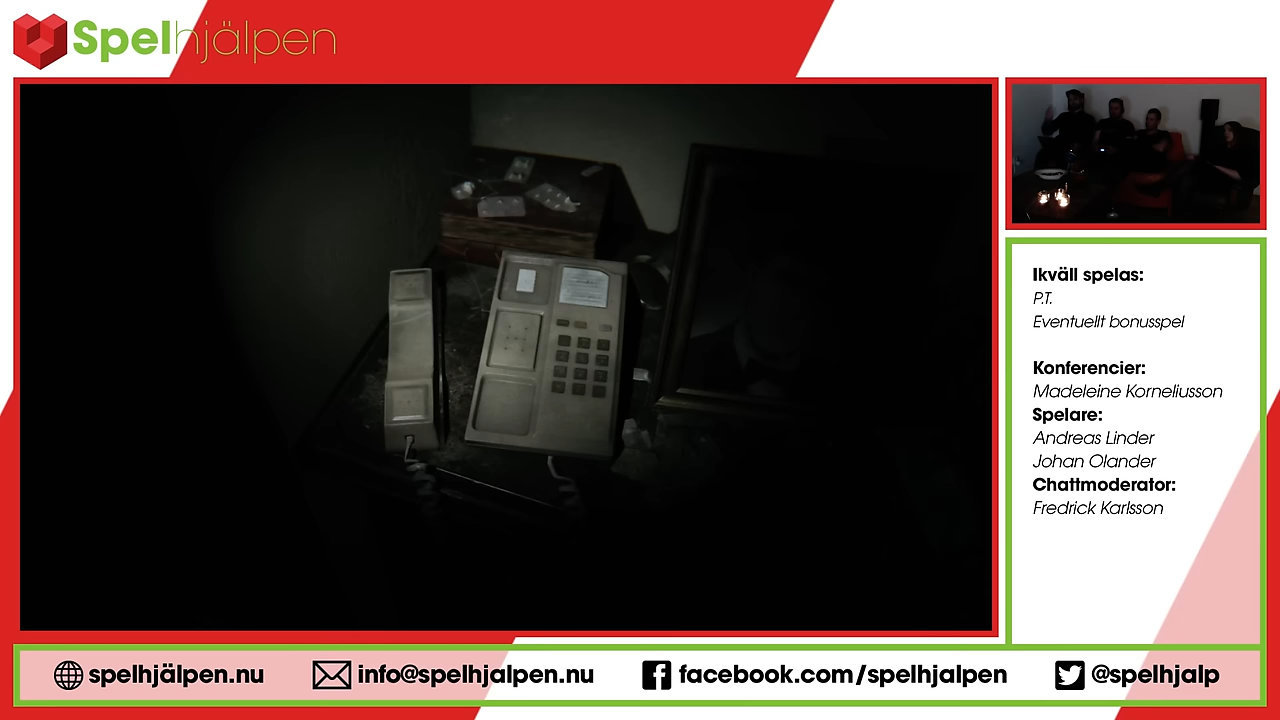 Spelhjälpen
Ikväll spelas:
P.T.
Eventuellt bonusspel
Konferencier:
Madeleine Korneliusson
Spelare:
Andreas Linder
Johan Olander
Chattmoderator:
Fredrick Karlsson
spelhjälpen.nu
info@spelhjalpen.nu
facebook.com/spelhjalpen
@spelhjalp